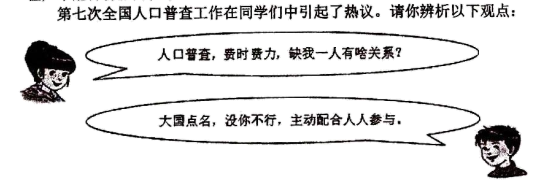 第七次全国人口普查工作在同学们中引起了热议。请你辨析以下观点：
人口普查，费时费力，缺我一人有啥关系？
大国点名，没你不行，主动配合人人参与。